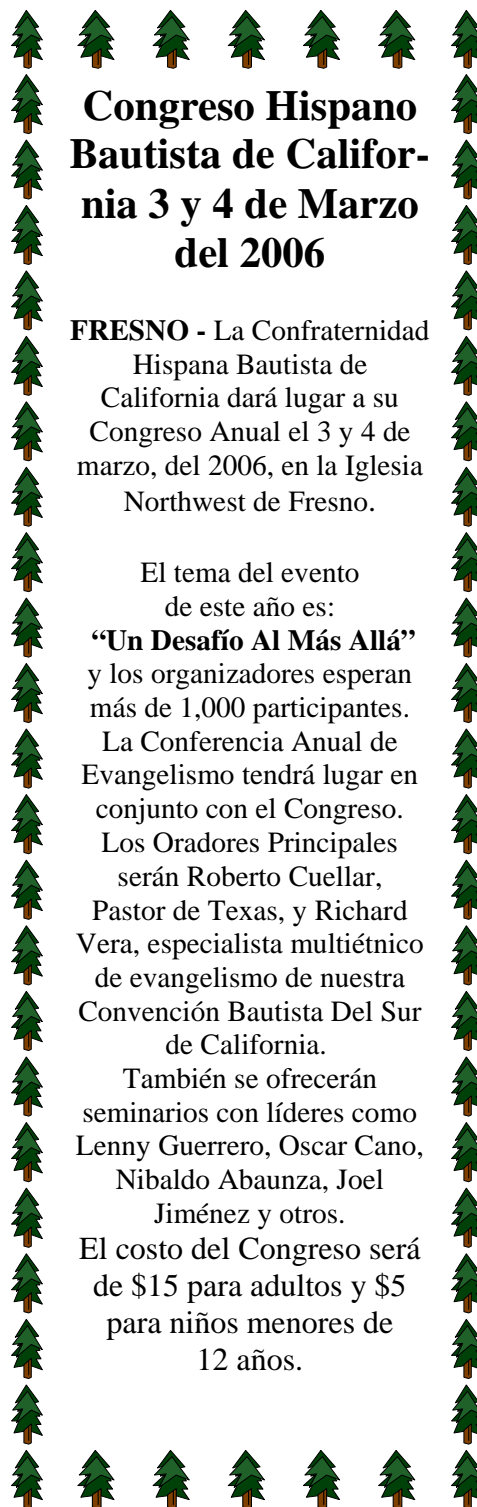 Congreso Hispano
Bautista de Califor-
nia 3 y 4 de Marzo
del 2006
FRESNO - La Confraternidad
Hispana Bautista de
California dará lugar a su
Congreso Anual el 3 y 4 de
marzo, del 2006, en la Iglesia
Northwest de Fresno.
El tema del evento
de este año es:
“Un Desafío Al Más Allá”
y los organizadores esperan
más de 1,000 participantes.
La Conferencia Anual de
Evangelismo tendrá lugar en
conjunto con el Congreso.
Los Oradores Principales
serán Roberto Cuellar,
Pastor de Texas, y Richard
Vera, especialista multiétnico
de evangelismo de nuestra
Convención Bautista Del Sur
de California.
También se ofrecerán
seminarios con líderes como
Lenny Guerrero, Oscar Cano,
Nibaldo Abaunza, Joel
Jiménez y otros.
El costo del Congreso será
de $15 para adultos y $5
para niños menores de
12 años.